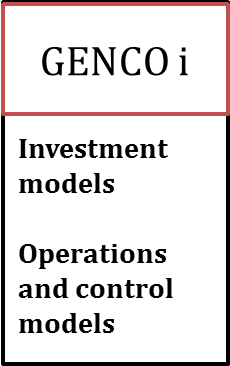 GENCO i
Investment
models
Operations
and control
models